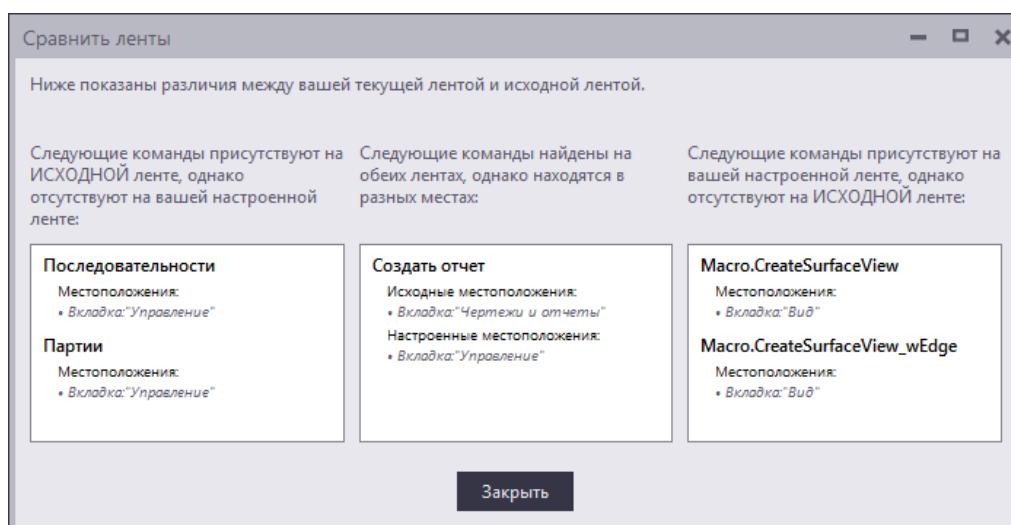 Сравнить ленты
Ниже показаны различия между вашей текущей лентой и исходной лентой.
Следующие команды присутствуют на
ИСХОДНОЙ ленте, однако
отсутствуют на вашей настроенной
ленте:
Последовательности
Местоположения:
• Вкладка:"Управление"
Партии
Местоположения:
• Вкладка:"Управление"
Следующие команды найдены на
обеих лентах, однако находятся в
разных местах:
Создать отчет
Исходные местоположения:
• Вкладка:"Чертежи и отчеты"
Настроенные местоположения:
• Вкладка:"Управление"
Следующие команды присутствуют на
вашей настроенной ленте, однако
отсутствуют на ИСХОДНОЙ ленте:
Macro.CreateSurfaceView
Местоположения:
• Вкладка:"Вид"
Macro.CreateSurfaceView_wEdge
Местоположения:
• Вкладка:"Вид"
Закрыть